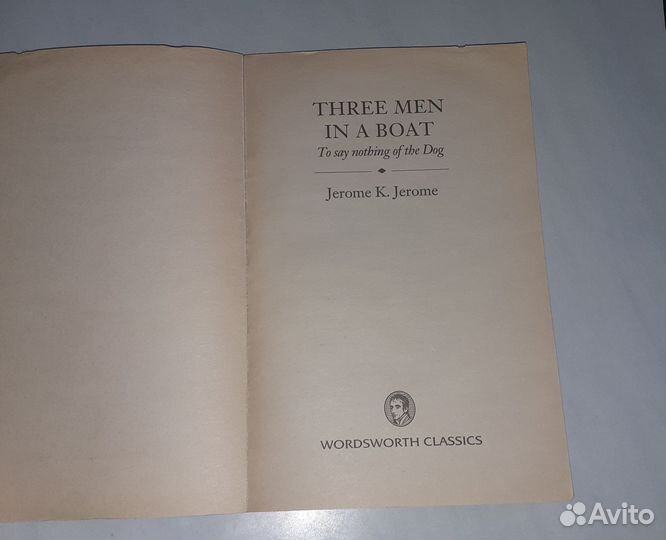 THREE MEN
IN A BOAT
To say nothing of the Dog
Jerome K. Jerome
WORDSWORTH CLASSICS
Avito